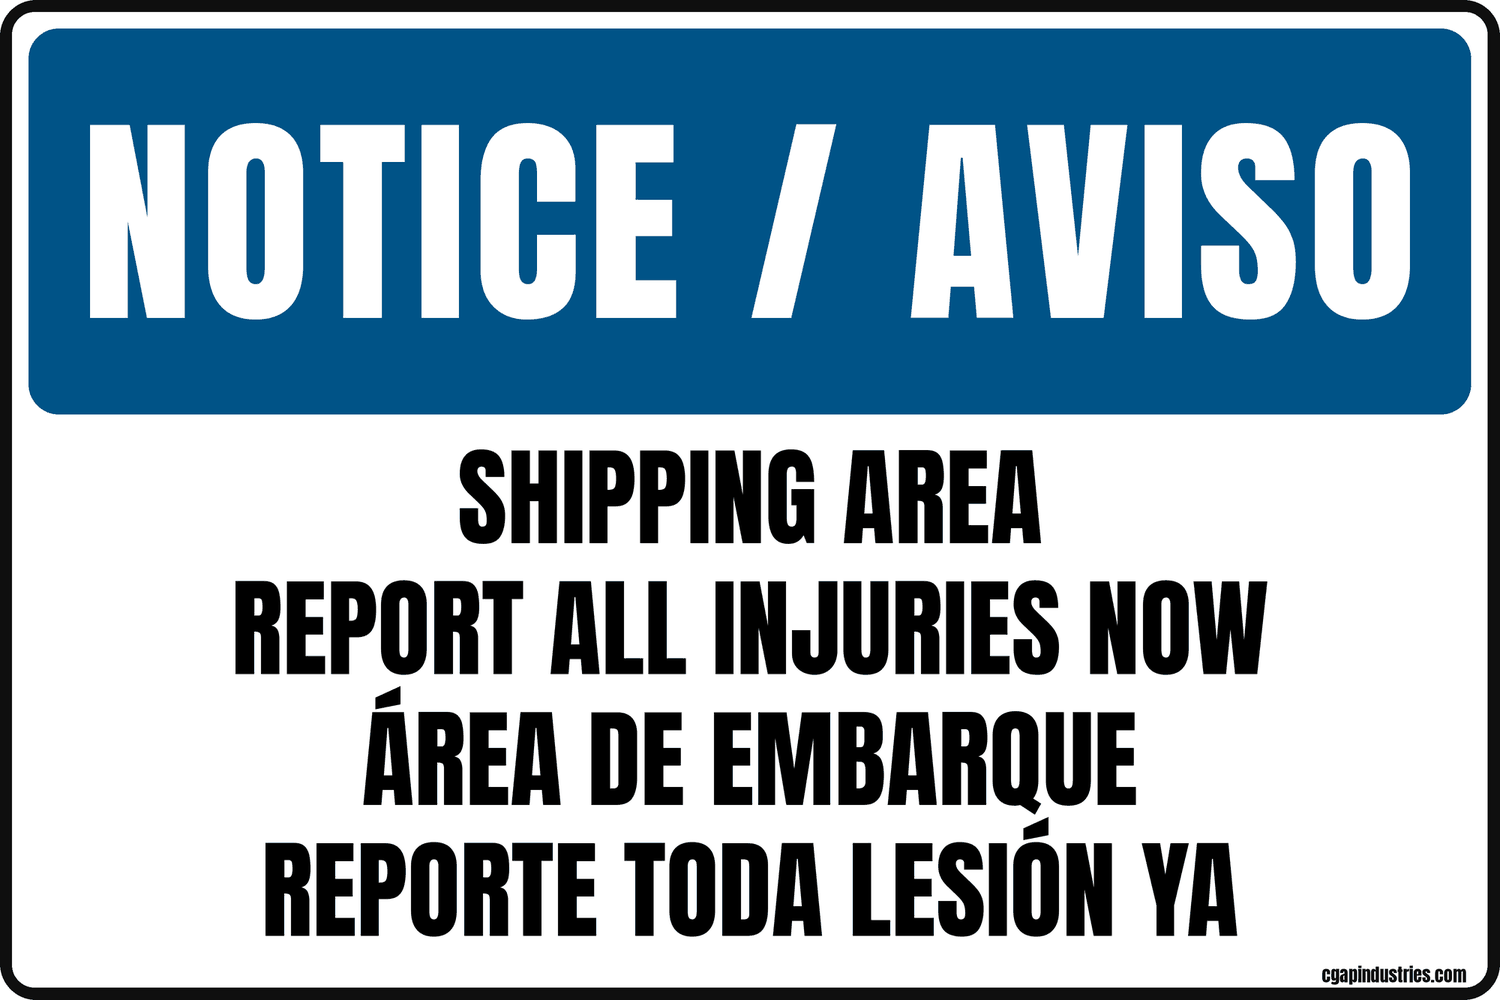 NOTICE / AVISO
SHIPPING AREA
REPORT ALL INJURIES NOW
ÁREA DE EMBARQUE
REPORTE TODA LESIÓN YA
cgapindustries.com